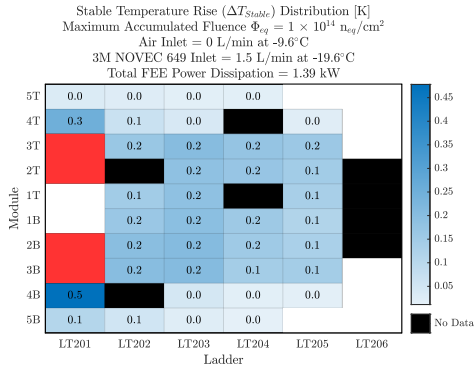 Stable Temperature Rise (ΔT_Stable) Distribution [K]
Maximum Accumulated Fluence Φ_eq = 1 × 10^14 n_eq/cm^2
Air Inlet = 0 L/min at -9.6°C
3M NOVEC 649 Inlet = 1.5 L/min at -19.6°C
Total FEE Power Dissipation = 1.39 kW
5T 0.0 0.0 0.0 0.0
4T 0.3 0.1 0.0 0.0
3T 0.2 0.2 0.2 0.2
2T 0.2 0.2 0.1
1T 0.1 0.2 0.1
1B 0.2 0.2 0.2 0.1
2B 0.2 0.2 0.2 0.1
3B 0.2 0.2 0.1 0.1
4B 0.5 0.0 0.0 0.0
5B 0.1 0.1 0.0 0.0
LT201 LT202 LT203 LT204 LT205 LT206
Ladder
Module
0.45
0.4
0.35
0.3
0.25
0.2
0.15
0.1
0.05
No Data